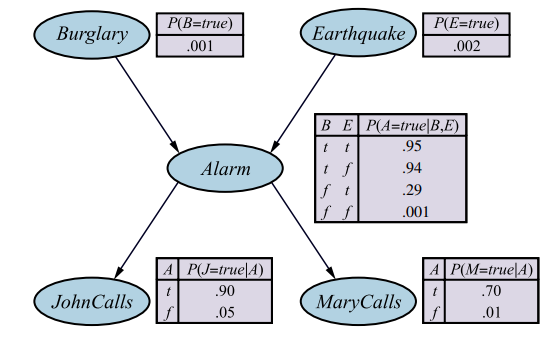 Burglary
P(B=true)
.001
Earthquake
P(E=true)
.002
B E P(A=true|B,E)
t t .95
t f .94
f t .29
f f .001
Alarm
JohnCalls
A P(J=true|A)
t .90
f .05
MaryCalls
A P(M=true|A)
t .70
f .01